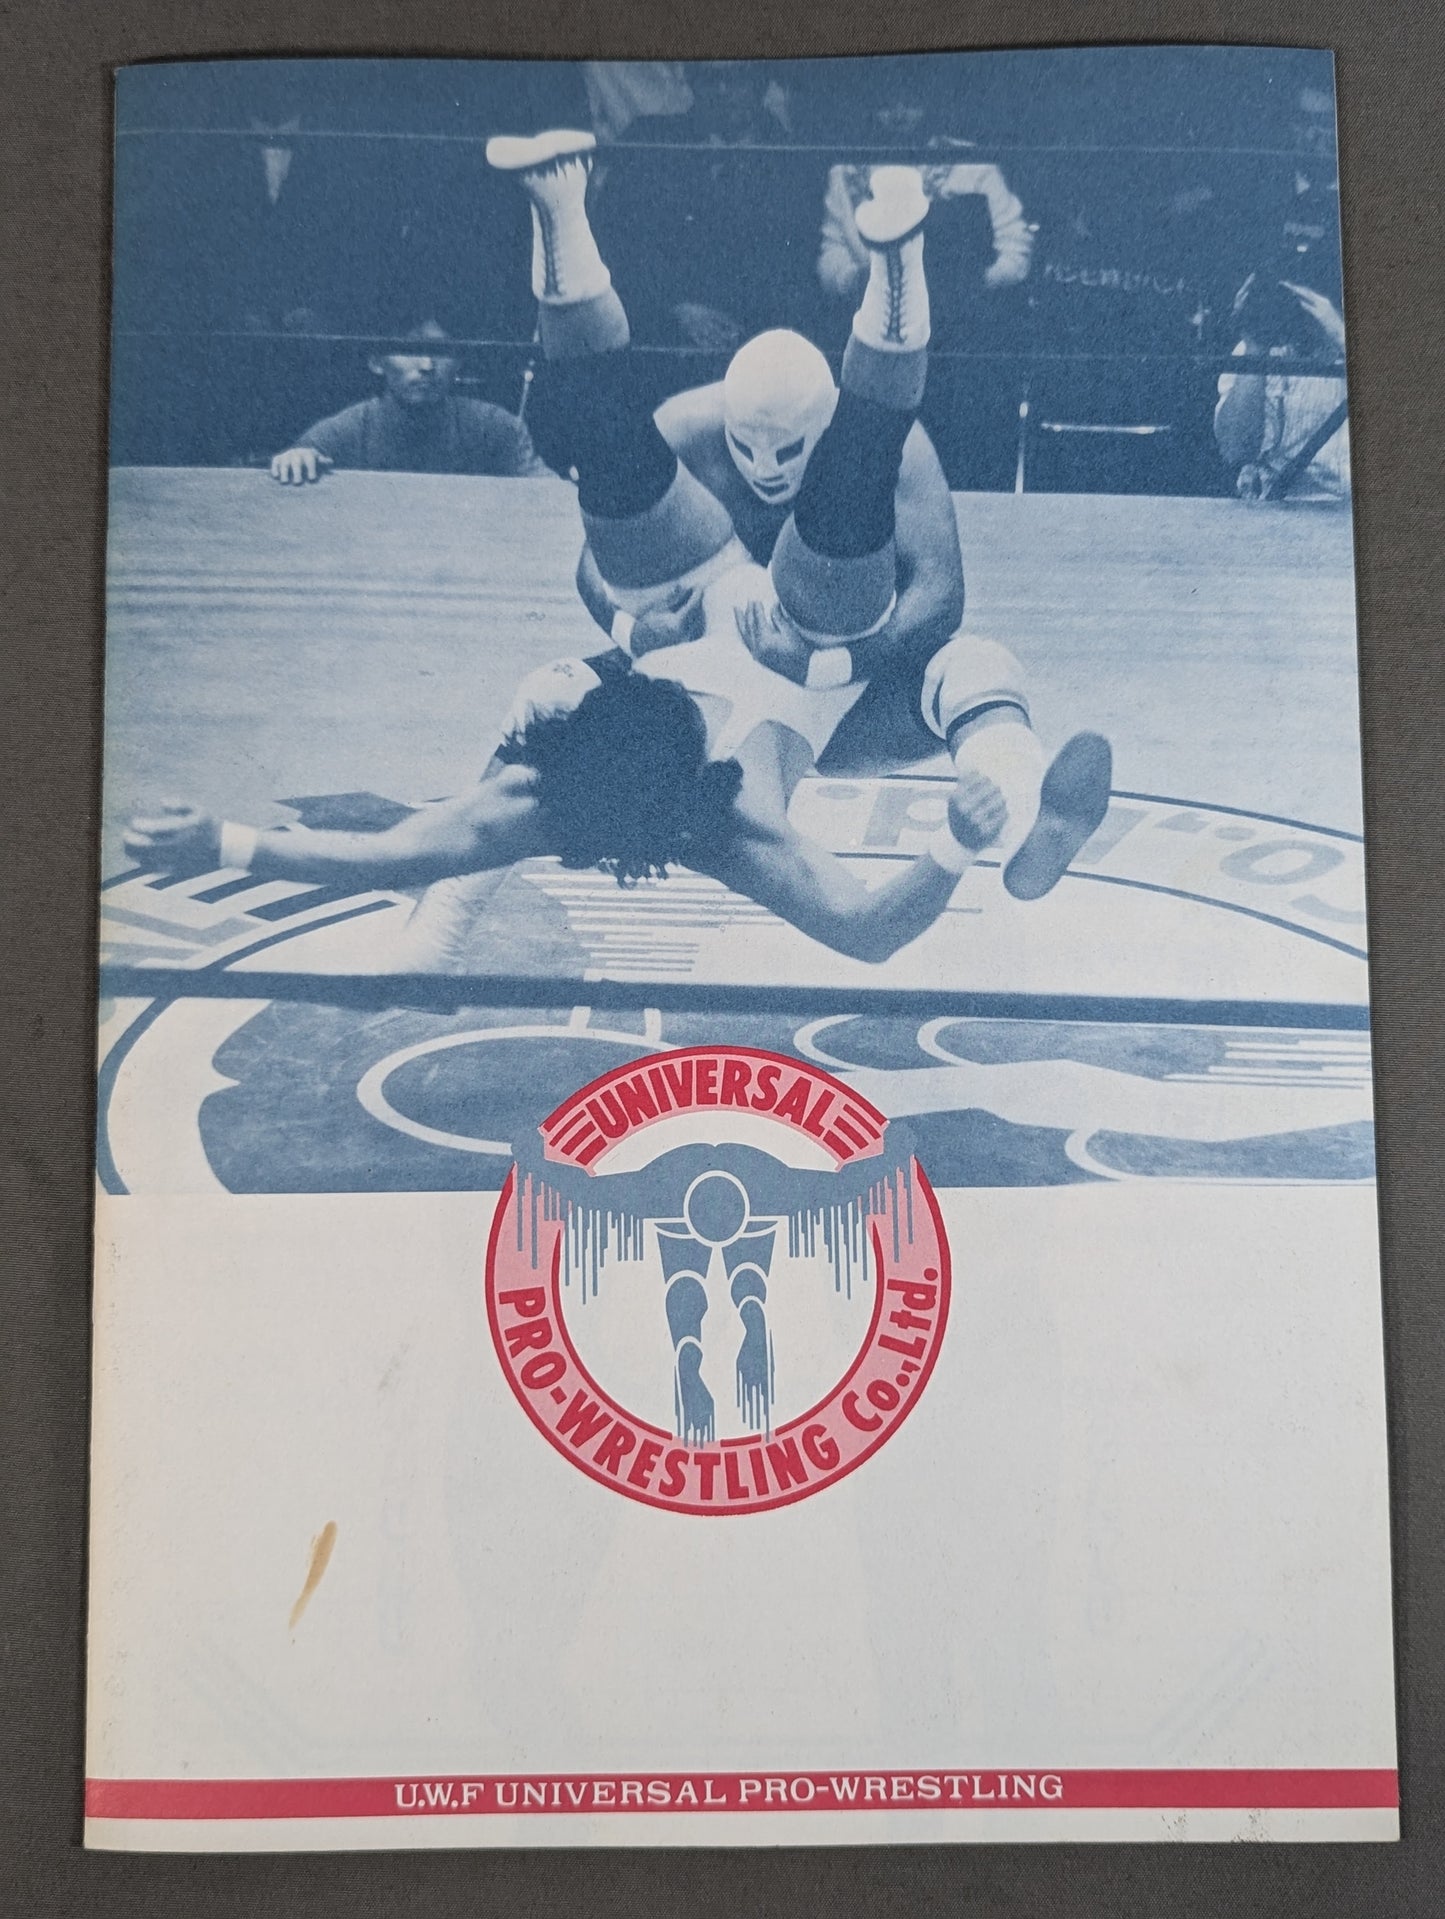 UNIVERSAL
PRO-WRESTLING Co.,Ltd.
U.W.F UNIVERSAL PRO-WRESTLING